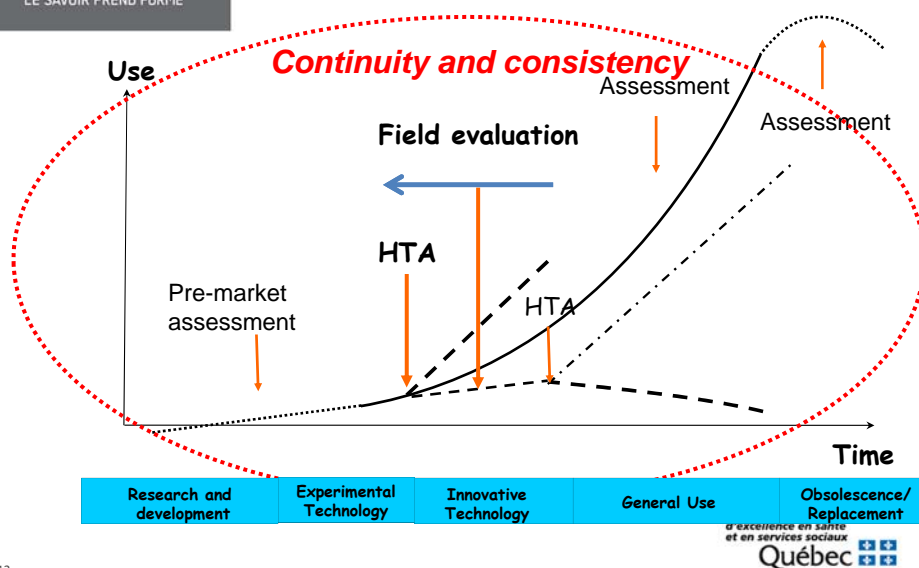 LE SAVOIR PREND FORME
Continuity and consistency
Use
Assessment
Assessment
Field evaluation
HTA
HTA
Pre-market
assessment
Time
Research and
development
Experimental
Technology
Innovative
Technology
General Use
Obsolescence/
Replacement
d'excellence en santé
et en services sociaux
Québec